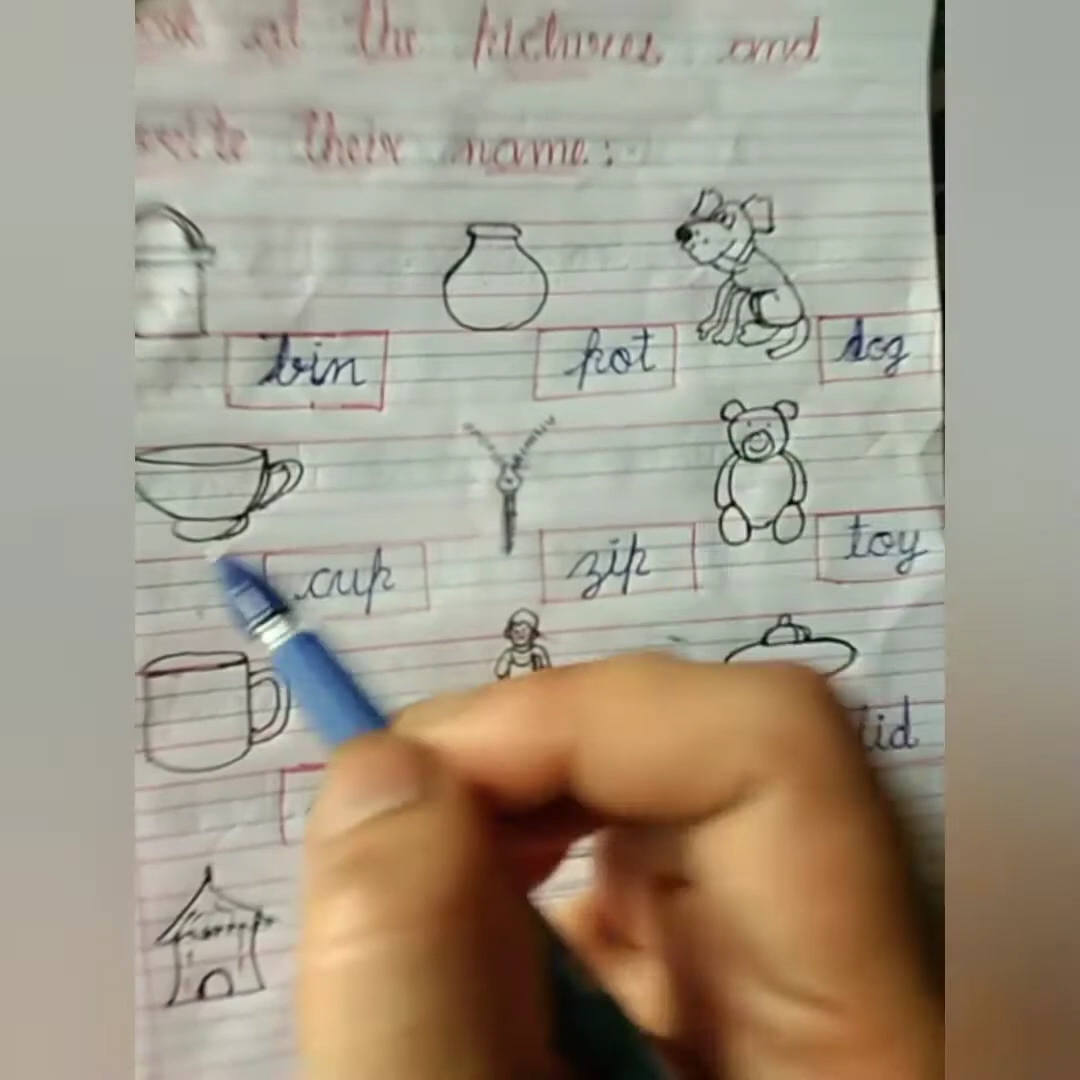 at the pictures and
write their name:-
bin pot dog
cup zip toy
lid